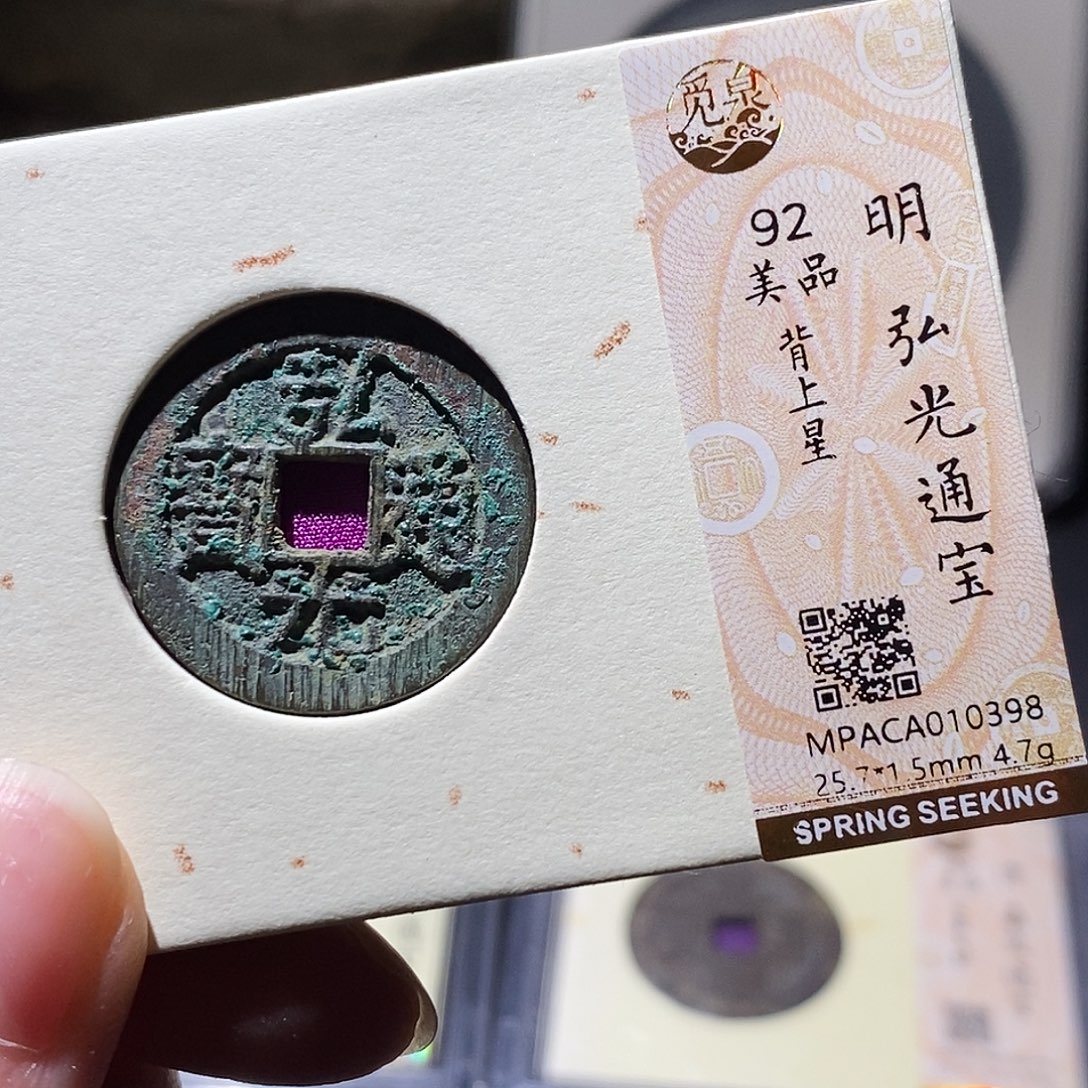 觅泉
明 弘光通宝
92
美品
背上星
MPACA010398
25.7*1.5mm 4.7g
SPRING SEEKING
弘光通寶